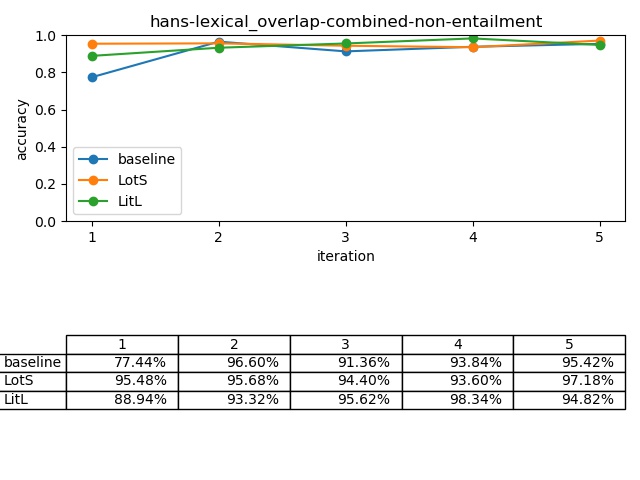 hans-lexical_overlap-combined-non-entailment
1.0
0.8
0.6
0.4
0.2
0.0
accuracy
baseline
LotS
LitL
1 2 3 4 5
iteration
1 2 3 4 5
baseline 77.44% 96.60% 91.36% 93.84% 95.42%
LotS 95.48% 95.68% 94.40% 93.60% 97.18%
LitL 88.94% 93.32% 95.62% 98.34% 94.82%